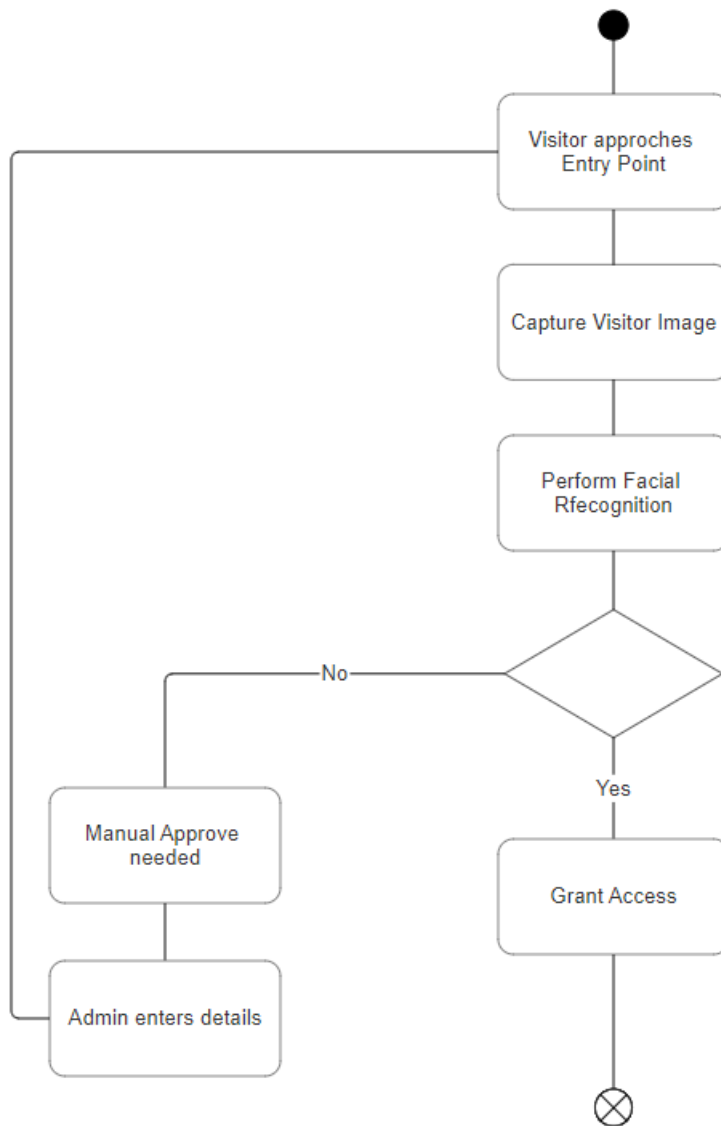 Visitor approches
Entry Point
Capture Visitor Image
Perform Facial
Rfecognition
No
Yes
Manual Approve
needed
Grant Access
Admin enters details